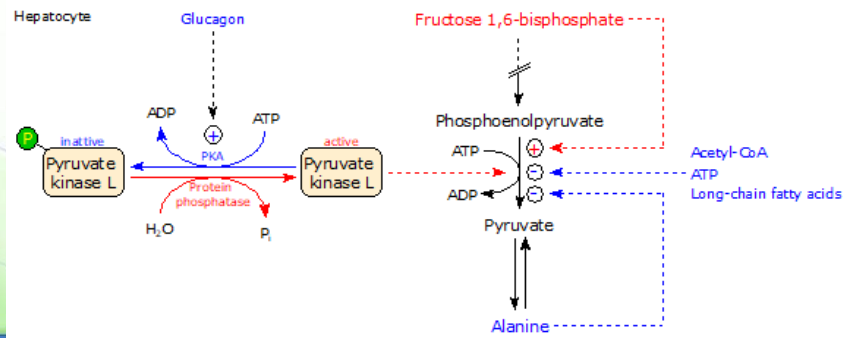 Hepatocyte
Glucagon
Fructose 1,6-bisphosphate
ADP
ATP
+
P
inattive
active
PKA
Pyruvate
kinase L
Pyruvate
kinase L
Protein
phosphatase
H₂O
Pᵢ
Phosphoenolpyruvate
ATP
ADP
+
-
-
Acetyl-CoA
ATP
Long-chain fatty acids
Pyruvate
Alanine